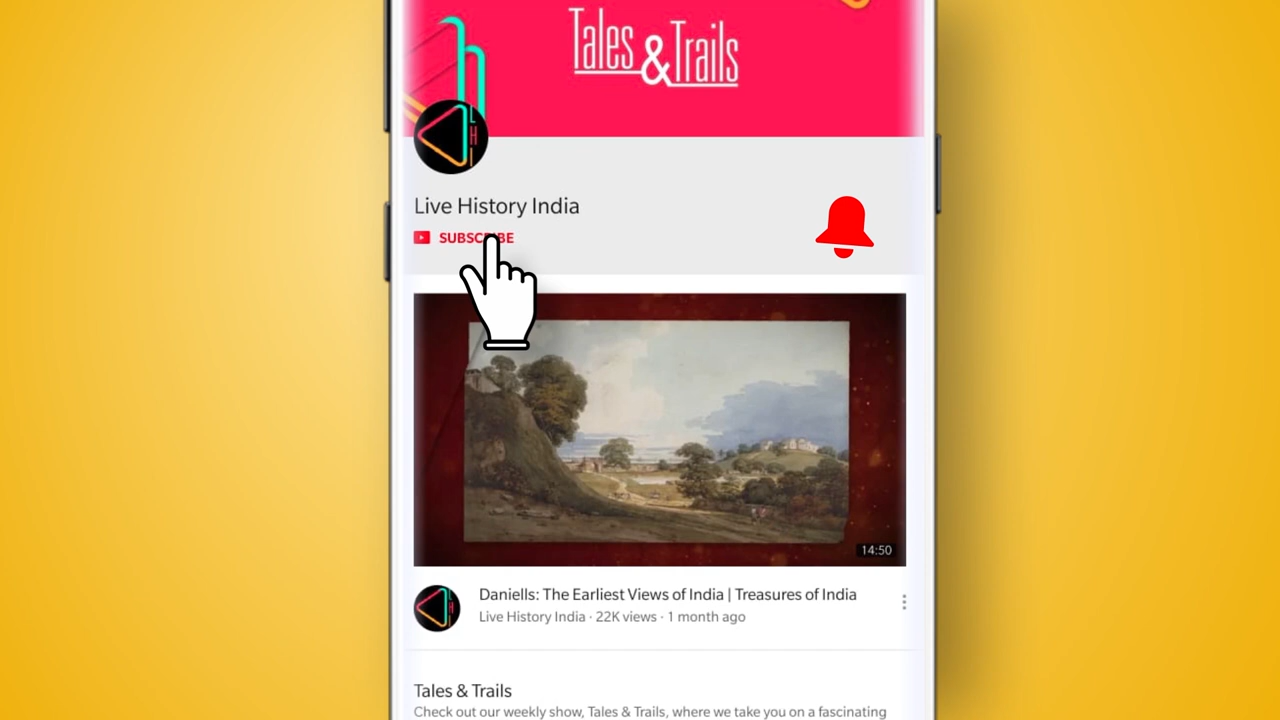 Tales & Trails
LHI
Live History India
SUBSCRIBE
14:50
Daniells: The Earliest Views of India | Treasures of India
LHI
Live History India · 22K views · 1 month ago
Tales & Trails
Check out our weekly show, Tales & Trails, where we take you on a fascinating